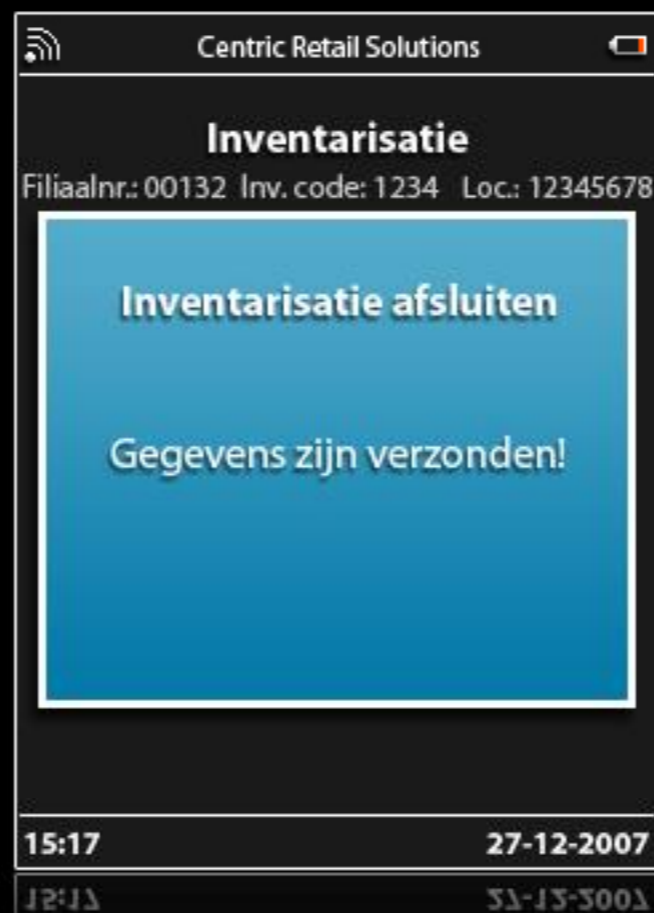 Centric Retail Solutions
Inventarisatie
Filiaalnr.: 00132 Inv. code: 1234 Loc.: 12345678
Inventarisatie afsluiten
Gegevens zijn verzonden!
15:17 27-12-2007